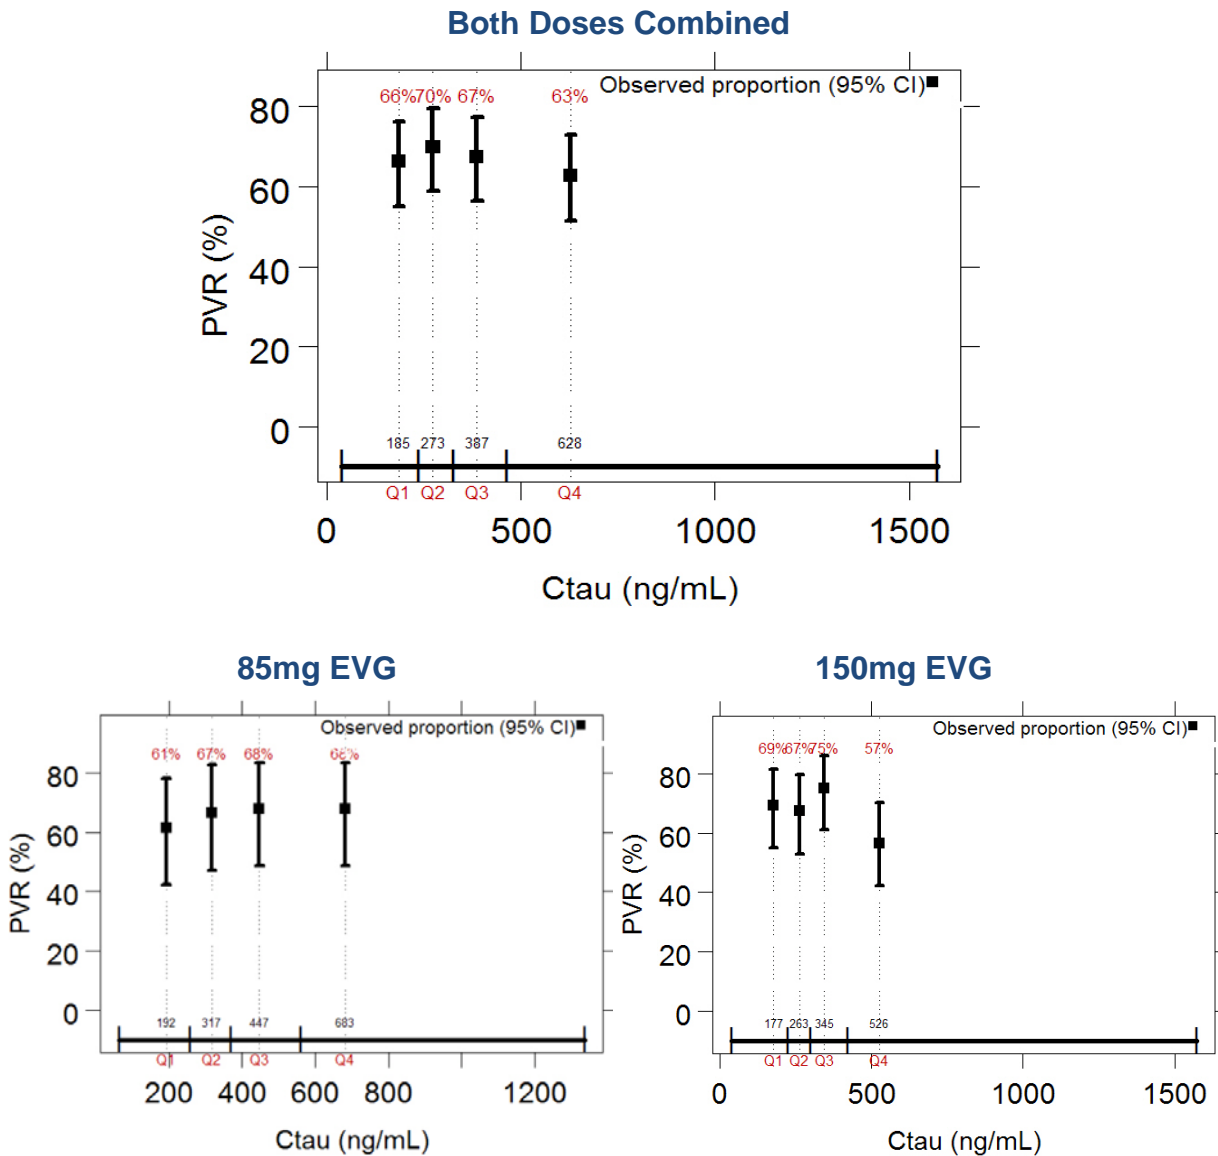 Both Doses Combined
Observed proportion (95% CI)
66% 70% 67% 63%
80
60
40
20
0
PVR (%)
185 273 387 628
Q1 Q2 Q3 Q4
0 500 1000 1500
Ctau (ng/mL)
85mg EVG
Observed proportion (95% CI)
61% 67% 68%
80
60
40
20
0
PVR (%)
192 317 447 683
Q1 Q2 Q3 Q4
200 400 600 800 1200
Ctau (ng/mL)
150mg EVG
Observed proportion (95% CI)
69% 67% 75% 57%
80
60
40
20
0
PVR (%)
177 263 345 526
Q1 Q2 Q3 Q4
0 500 1000 1500
Ctau (ng/mL)